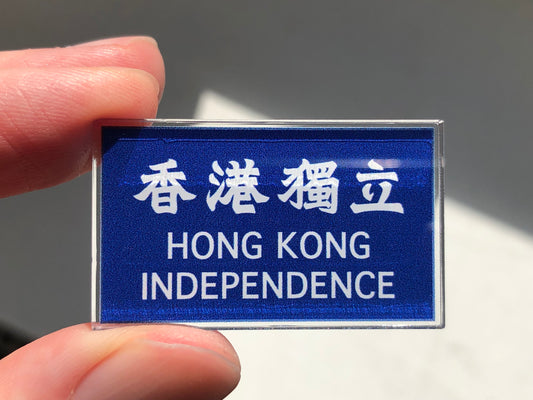 香港獨立
HONG KONG
INDEPENDENCE